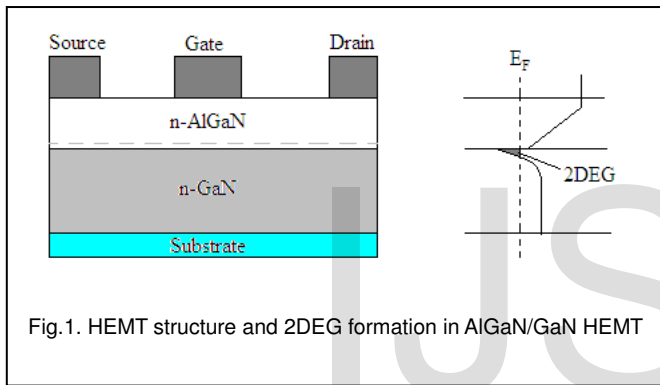 Source Gate Drain
E_F
n-AlGaN
2DEG
n-GaN
Substrate
Fig.1. HEMT structure and 2DEG formation in AlGaN/GaN HEMT
IJS